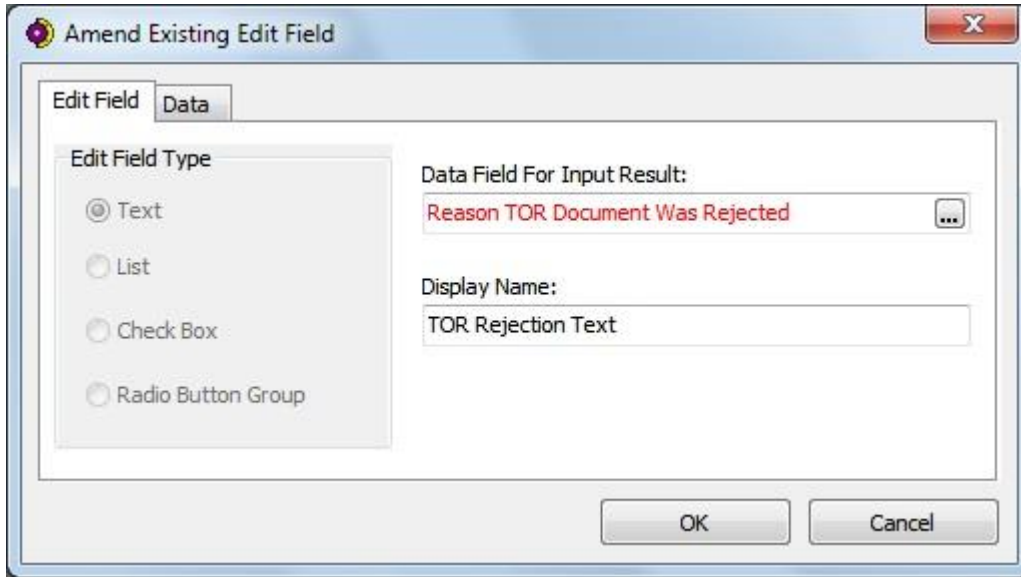 Amend Existing Edit Field
Edit Field
Data
Edit Field Type
Text
List
Check Box
Radio Button Group
Data Field For Input Result:
Reason TOR Document Was Rejected
...
Display Name:
TOR Rejection Text
OK
Cancel